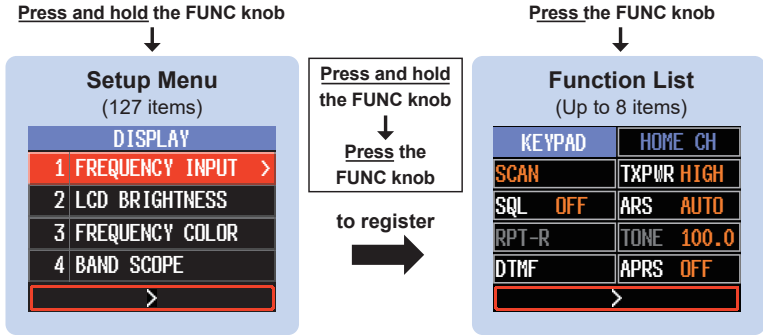 Press and hold the FUNC knob
Setup Menu
(127 items)
DISPLAY
1 FREQUENCY INPUT >
2 LCD BRIGHTNESS
3 FREQUENCY COLOR
4 BAND SCOPE
>
Press and hold
the FUNC knob
Press the
FUNC knob
to register
Press the FUNC knob
Function List
(Up to 8 items)
KEYPAD HOME CH
SCAN TXPWR HIGH
SQL OFF ARS AUTO
RPT-R TONE 100.0
DTMF APRS OFF
>